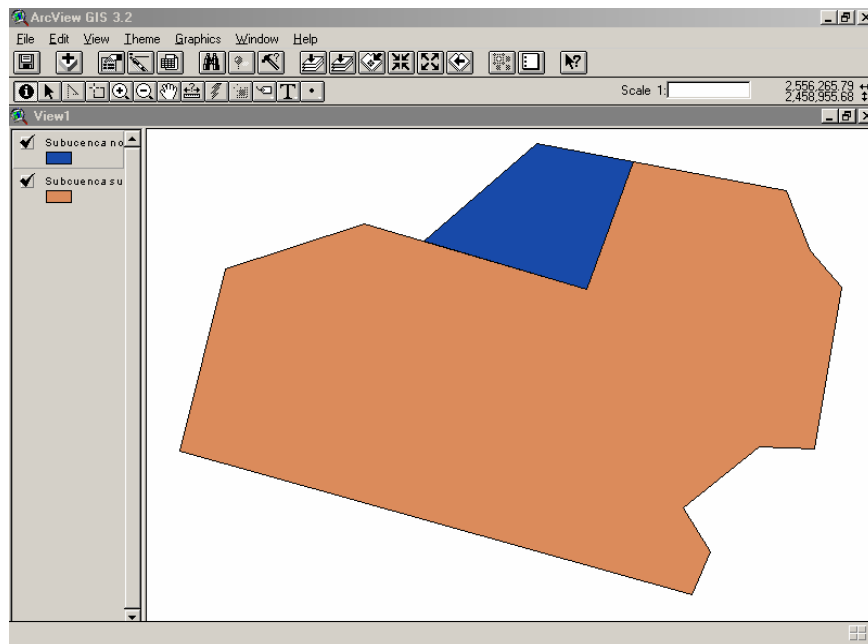 ArcView GIS 3.2
File Edit View Theme Graphics Window Help
Scale 1:
2,556,265.79
2,458,955.68
View1
Subucenca no
Subcuenca su